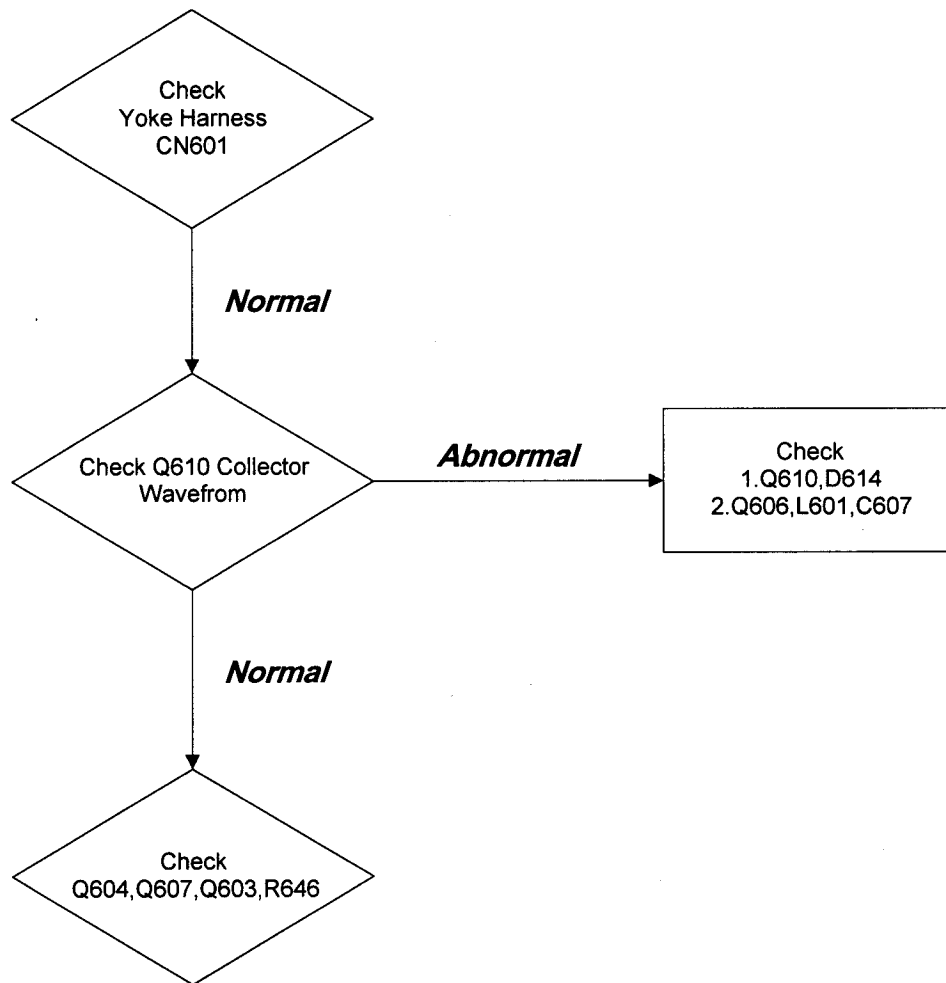 Check
Yoke Harness
CN601
Normal
Check Q610 Collector
Wavefrom
Abnormal
Check
1.Q610,D614
2.Q606,L601,C607
Normal
Check
Q604,Q607,Q603,R646